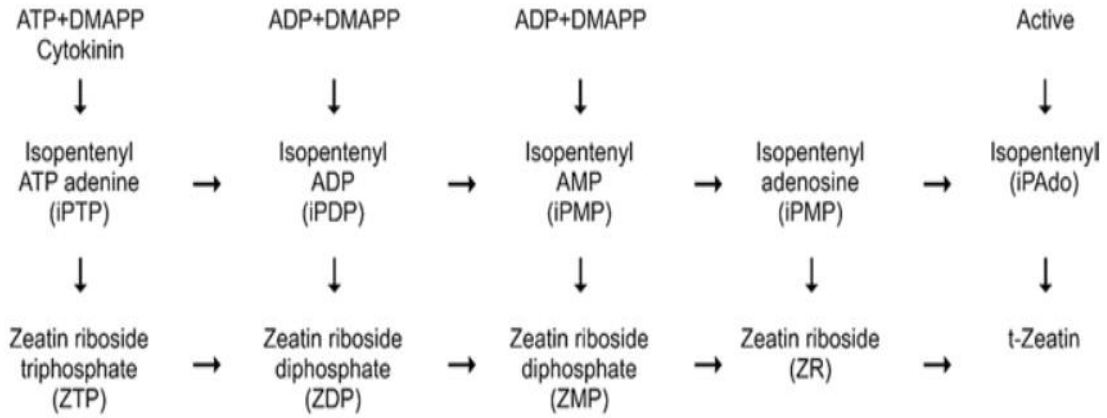 ATP+DMAPP
Cytokinin
ADP+DMAPP
ADP+DMAPP
Active
Isopentenyl
ATP adenine
(iPTP)
Isopentenyl
ADP
(iPDP)
Isopentenyl
AMP
(iPMP)
Isopentenyl
adenosine
(iPMP)
Isopentenyl
(iPAdo)
Zeatin riboside
triphosphate
(ZTP)
Zeatin riboside
diphosphate
(ZDP)
Zeatin riboside
diphosphate
(ZMP)
Zeatin riboside
(ZR)
t-Zeatin